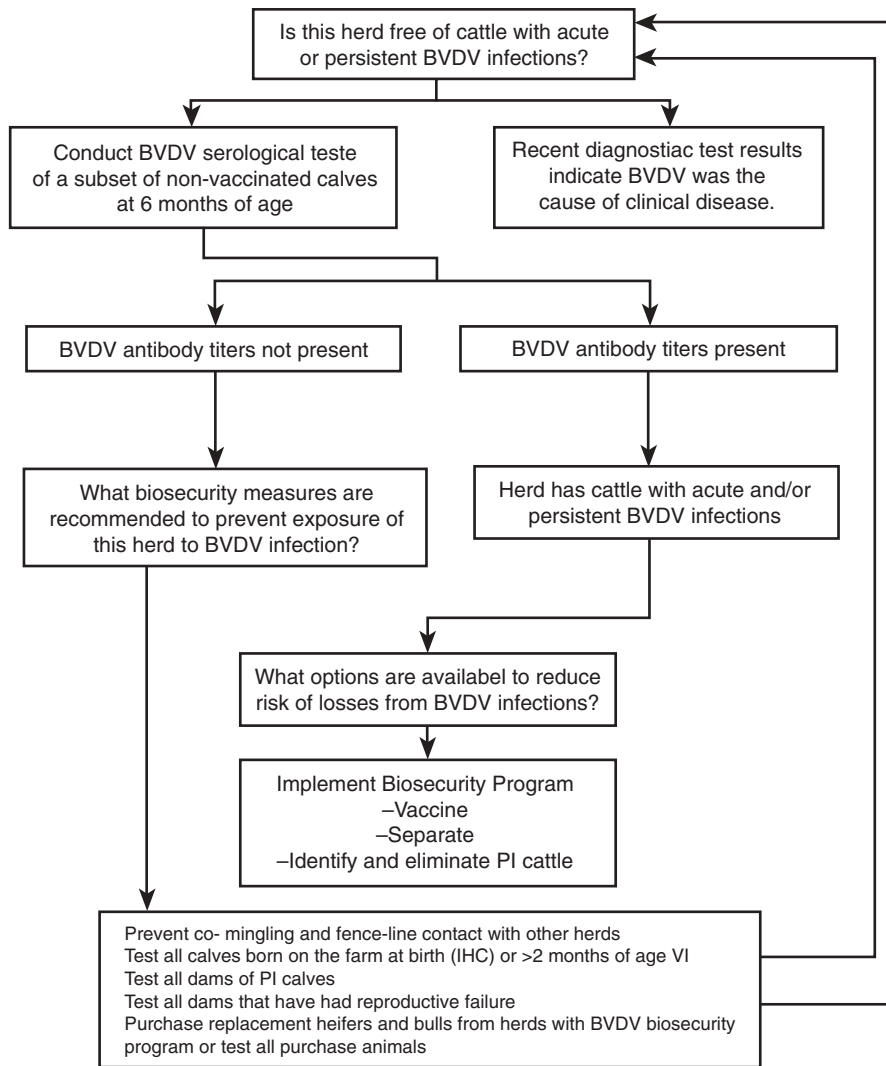 Is this herd free of cattle with acute
or persistent BVDV infections?
Conduct BVDV serological teste
of a subset of non-vaccinated calves
at 6 months of age
Recent diagnostiac test results
indicate BVDV was the
cause of clinical disease.
BVDV antibody titers not present
BVDV antibody titers present
What biosecurity measures are
recommended to prevent exposure of
this herd to BVDV infection?
Herd has cattle with acute and/or
persistent BVDV infections
What options are availabel to reduce
risk of losses from BVDV infections?
Implement Biosecurity Program
–Vaccine
–Separate
–Identify and eliminate PI cattle
Prevent co- mingling and fence-line contact with other herds
Test all calves born on the farm at birth (IHC) or >2 months of age VI
Test all dams of PI calves
Test all dams that have had reproductive failure
Purchase replacement heifers and bulls from herds with BVDV biosecurity
program or test all purchase animals